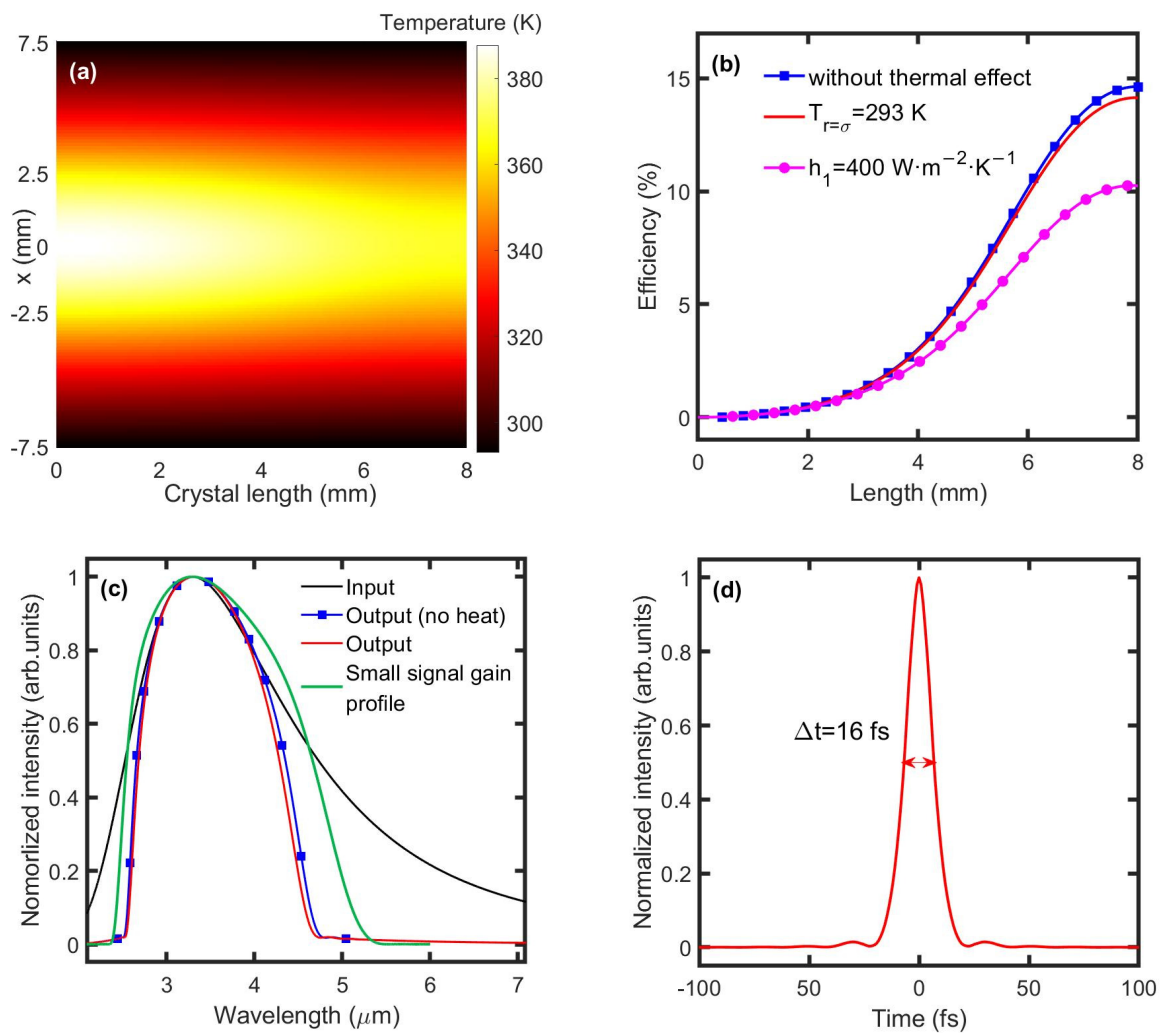 Temperature (K)
(a)
7.5
2.5
0
-2.5
-7.5
x (mm)
0 2 4 6 8
Crystal length (mm)
380
360
340
320
300
(b)
without thermal effect
T_{r=σ}=293 K
h_1=400 W·m^{-2}·K^{-1}
15
10
5
0
Efficiency (%)
0 2 4 6 8
Length (mm)
(c)
Input
Output (no heat)
Output
Small signal gain
profile
1
0.8
0.6
0.4
0.2
0
Nomorlized intensity (arb.units)
3 4 5 6 7
Wavelength (μm)
(d)
Δt=16 fs
1
0.8
0.6
0.4
0.2
0
Normalized intensity (arb.units)
-100 -50 0 50 100
Time (fs)